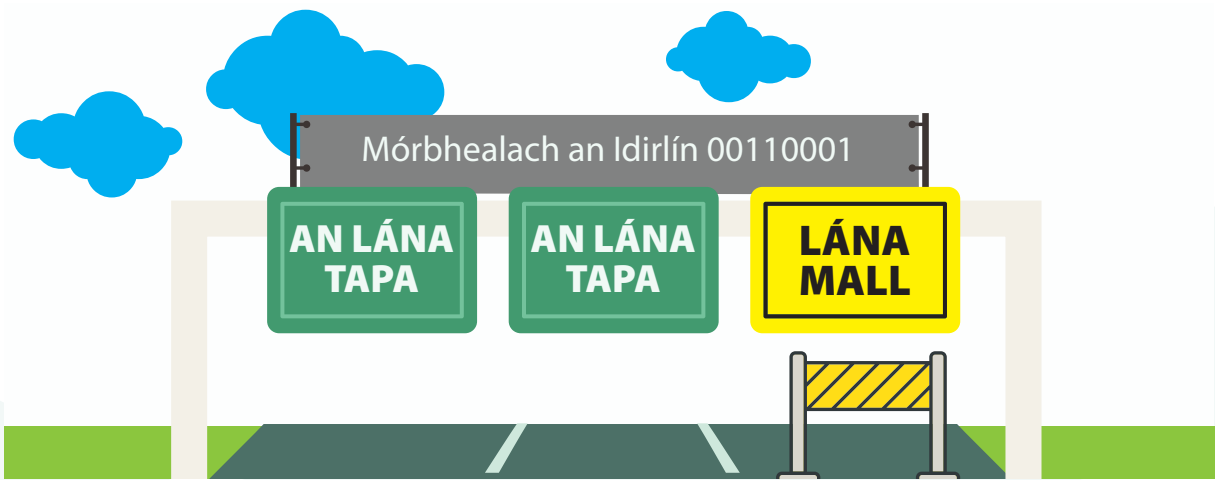 Mórbhealach an Idirlín 00110001
AN LÁNA
TAPA
AN LÁNA
TAPA
LÁNA
MALL